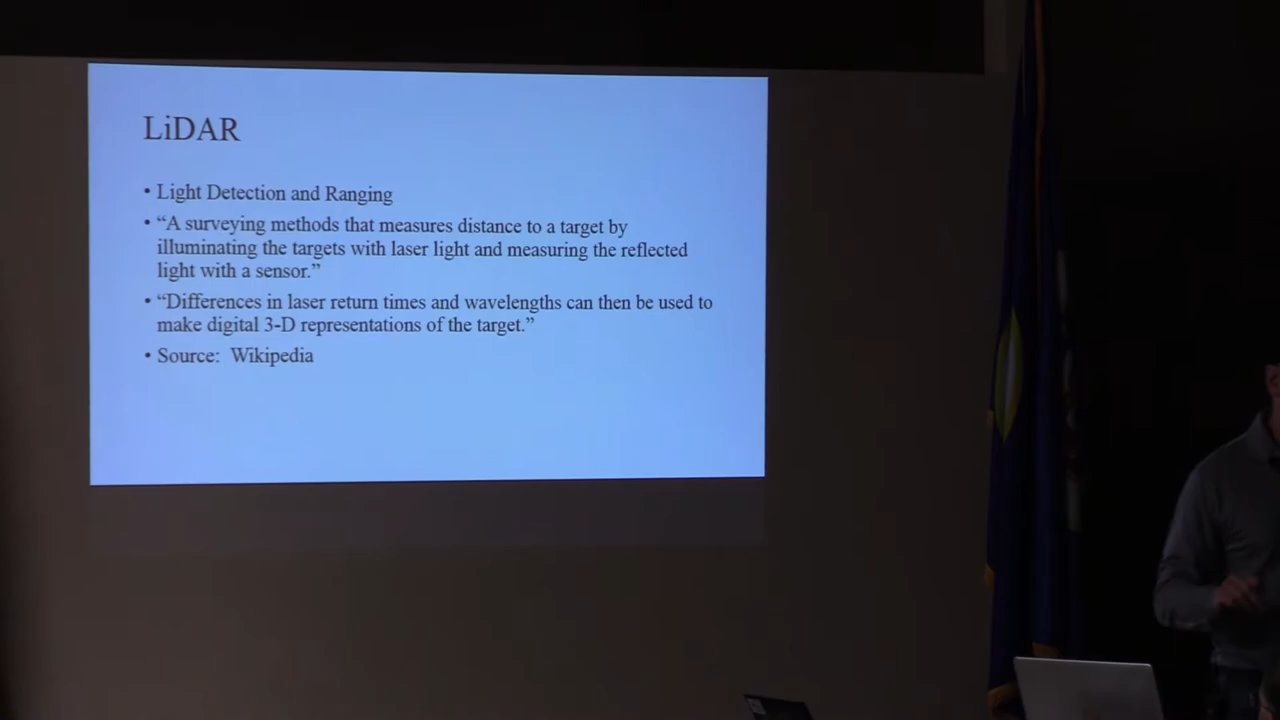 LiDAR
• Light Detection and Ranging
• “A surveying methods that measures distance to a target by
illuminating the targets with laser light and measuring the reflected
light with a sensor.”
• “Differences in laser return times and wavelengths can then be used to
make digital 3-D representations of the target.”
• Source:  Wikipedia